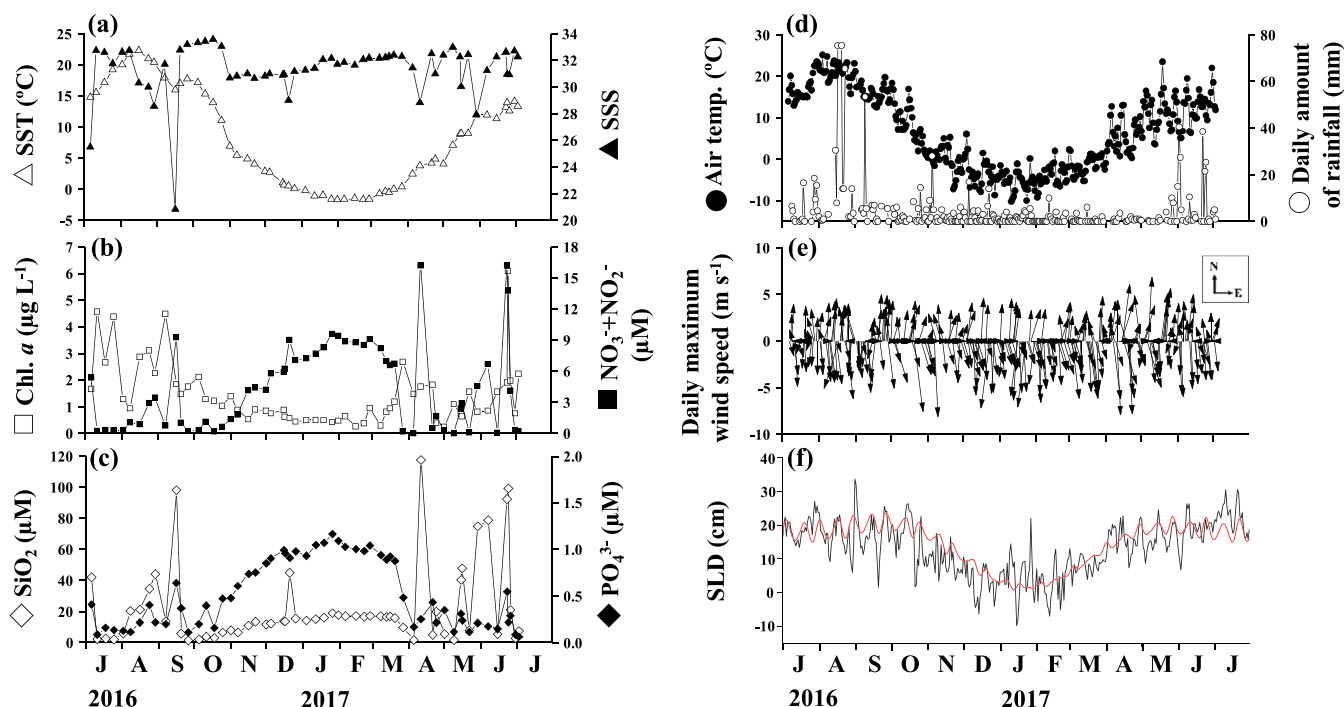 (a)
25
20
15
10
5
0
-5
△ SST (ºC)
34
32
30
28
26
24
22
20
▲ SSS
(b)
7
6
5
4
3
2
1
0
□ Chl. a (µg L⁻¹)
18
15
12
9
6
3
0
■ NO₃⁻+NO₂⁻
(µM)
(c)
120
100
80
60
40
20
0
◇ SiO₂ (µM)
2.0
1.5
1.0
0.5
0.0
◆ PO₄³⁻ (µM)
J A S O N D J F M A M J J
2016 2017
(d)
30
20
10
0
-10
● Air temp. (ºC)
80
60
40
20
0
○ Daily amount
of rainfall (mm)
(e)
10
5
0
-5
-10
Daily maximum
wind speed (m s⁻¹)
N
E
(f)
40
30
20
10
0
-10
SLD (cm)
J A S O N D J F M A M J J
2016 2017